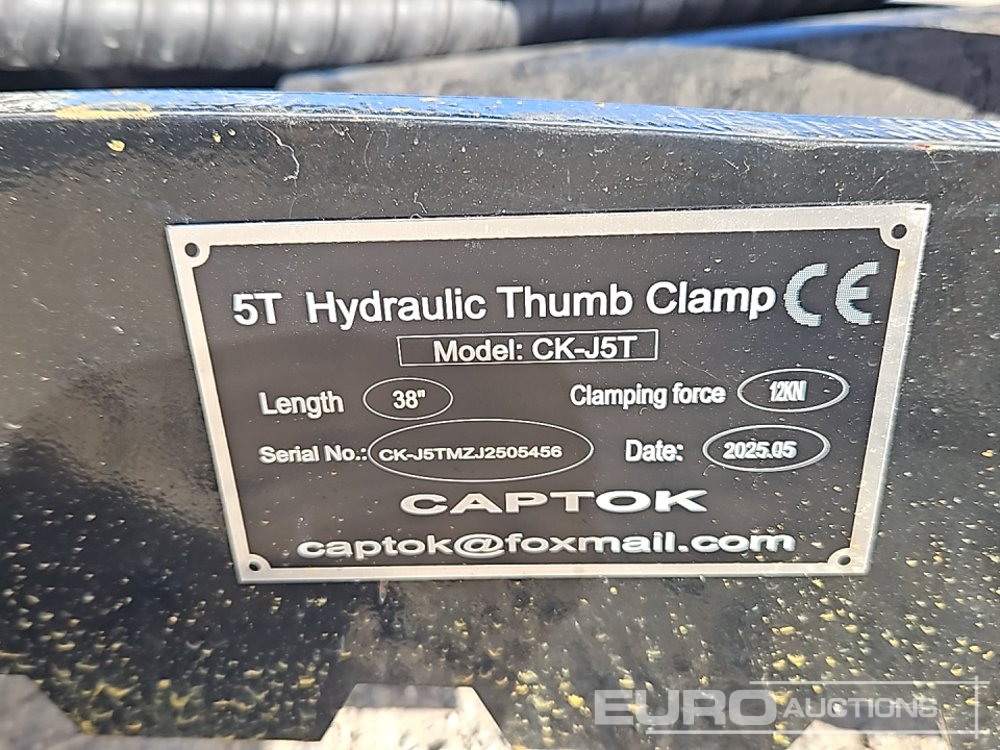 5T Hydraulic Thumb Clamp CE
Model: CK-J5T
Length 38" Clamping force 12KN
Serial No.: CK-J5TMZJ2505456 Date: 2025.05
CAPTOK
captok@foxmail.com
EURO AUCTIONS